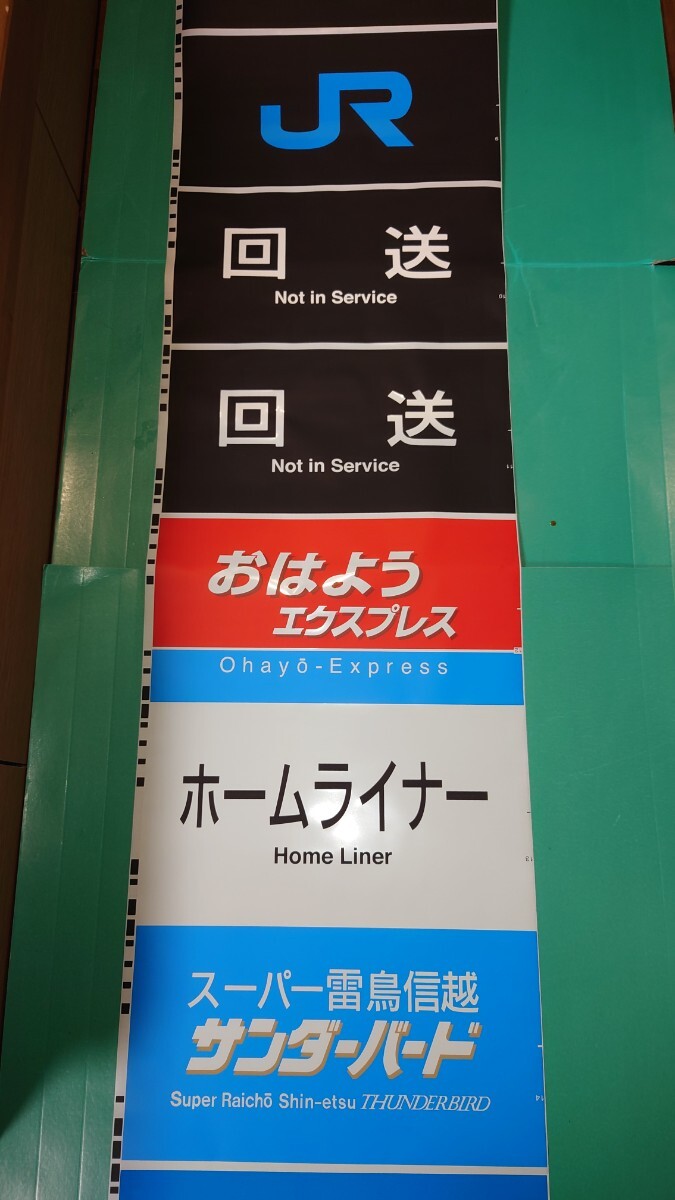 JR
回送
Not in Service
回送
Not in Service
おはよう
エクスプレス
Ohayō-Express
ホームライナー
Home Liner
スーパー雷鳥信越
サンダーバード
Super Raichō Shin-etsu THUNDERBIRD